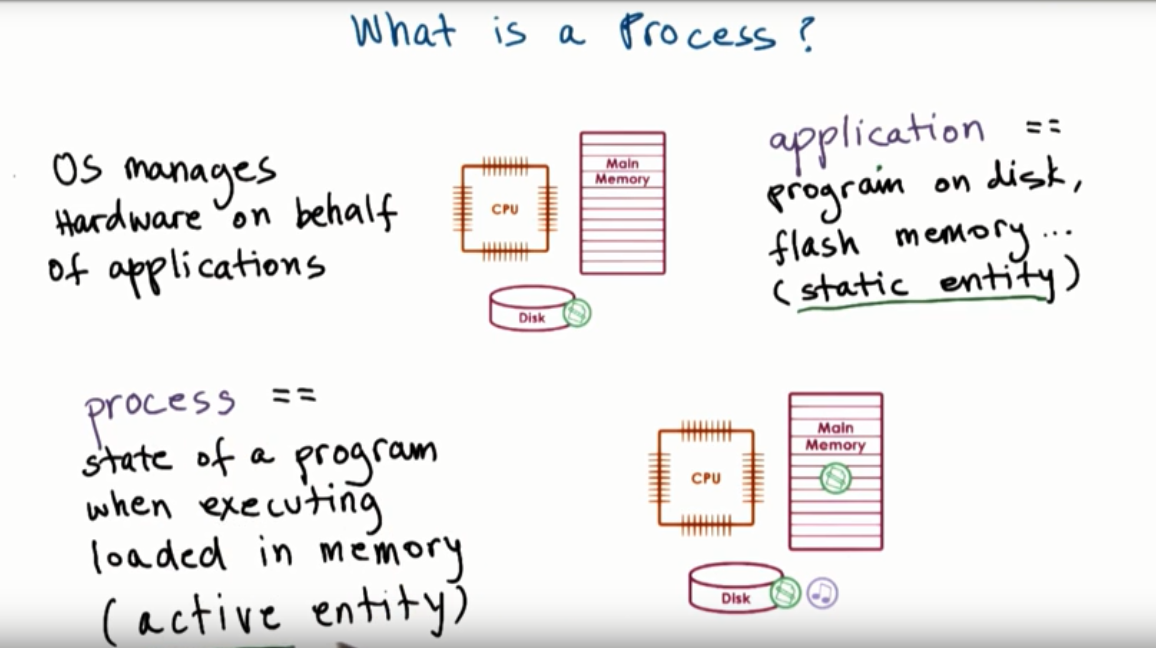 What is a Process?
OS manages
Hardware on behalf
of applications
CPU
Main
Memory
Disk
application ==
program on disk,
flash memory...
(static entity)
process ==
state of a program
when executing
loaded in memory
(active entity)
CPU
Main
Memory
Disk